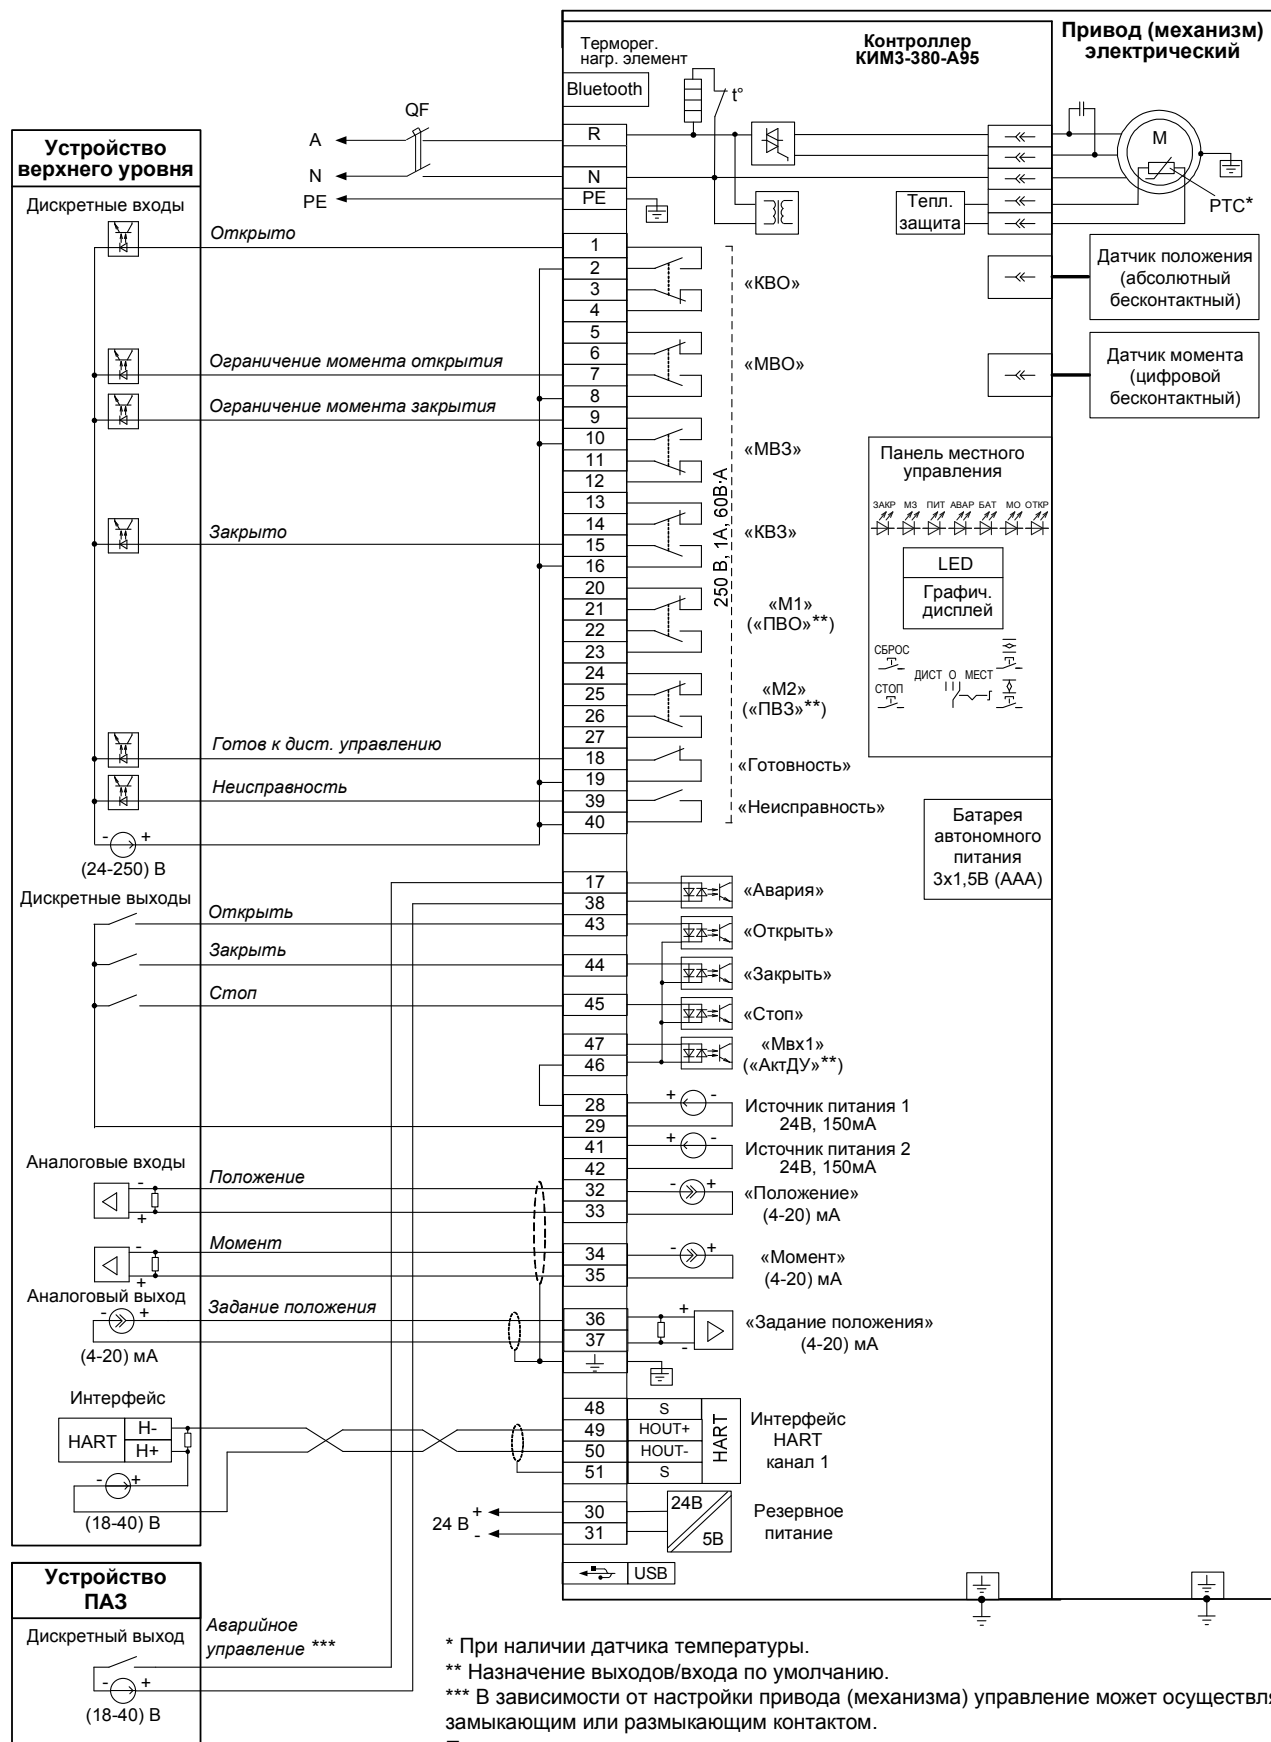 Привод (механизм)
электрический
Контроллер
КИМ3-380-А95
Терморег.
нагр. элемент
Bluetooth
t°
QF
A
N
PE
R
N
PE
M
PTC*
Тепл.
защита
Устройство
верхнего уровня
Дискретные входы
Открыто
Ограничение момента открытия
Ограничение момента закрытия
Закрыто
Готов к дист. управлению
Неисправность
- +
(24-250) В
1
2
3
4
5
6
7
8
9
10
11
12
13
14
15
16
20
21
22
23
24
25
26
27
18
19
39
40
«КВО»
«МВО»
«МВЗ»
«КВЗ»
«М1»
(«ПВО»**)
«М2»
(«ПВЗ»**)
«Готовность»
«Неисправность»
250 В, 1А, 60В·А
Датчик положения
(абсолютный
бесконтактный)
Датчик момента
(цифровой
бесконтактный)
Панель местного
управления
ЗАКР МЗ ПИТ АВАР БАТ МО ОТКР
LED
Графич.
дисплей
СБРОС
СТОП
ДИСТ О МЕСТ
Батарея
автономного
питания
3х1,5В (ААА)
Дискретные выходы
Открыть
Закрыть
Стоп
17
38
43
44
45
47
46
28
29
41
42
32
33
34
35
36
37
«Авария»
«Открыть»
«Закрыть»
«Стоп»
«Мвх1»
(«АктДУ»**)
+ -
Источник питания 1
24В, 150мА
+ -
Источник питания 2
24В, 150мА
- +
«Положение»
(4-20) мА
- +
«Момент»
(4-20) мА
+
-
«Задание положения»
(4-20) мА
Аналоговые входы
-
+
Положение
-
+
Момент
Аналоговый выход
- +
Задание положения
(4-20) мА
Интерфейс
HART
H-
H+
- +
(18-40) В
48 S
49 HOUT+
50 HOUT-
51 S
HART
Интерфейс
HART
канал 1
24 В
+
-
30
31
24В
5В
Резервное
питание
USB
Устройство
ПАЗ
Дискретный выход
- +
(18-40) В
Аварийное
управление ***
* При наличии датчика температуры.
** Назначение выходов/входа по умолчанию.
*** В зависимости от настройки привода (механизма) управление может осуществля
замыкающим или размыкающим контактом.